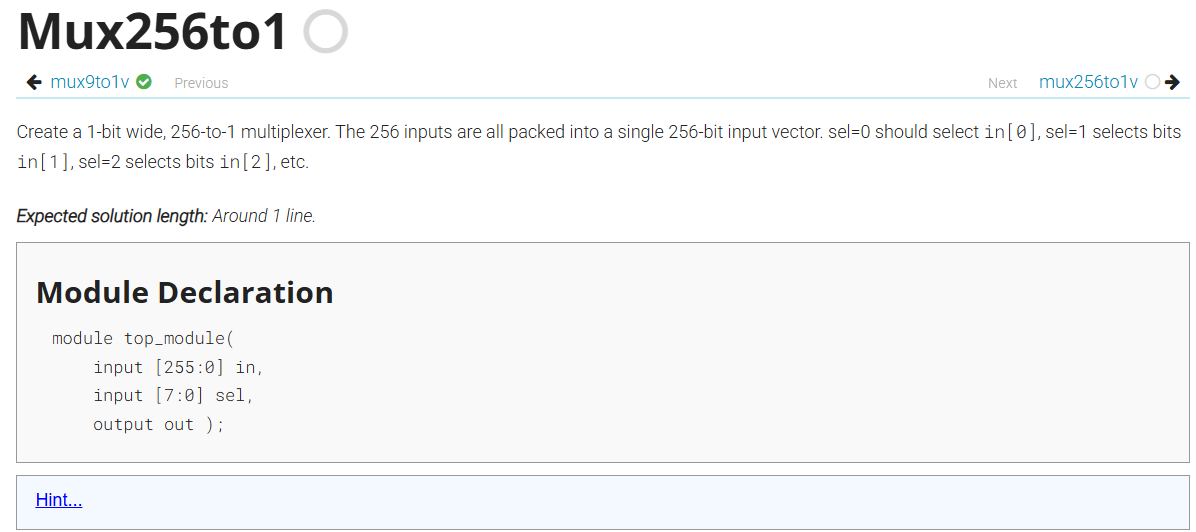 Mux256to1
mux9to1v Previous
Next mux256to1v
Create a 1-bit wide, 256-to-1 multiplexer. The 256 inputs are all packed into a single 256-bit input vector. sel=0 should select in[0], sel=1 selects bits
in[1], sel=2 selects bits in[2], etc.
Expected solution length: Around 1 line.
Module Declaration
module top_module(
    input [255:0] in,
    input [7:0] sel,
    output out );
Hint...